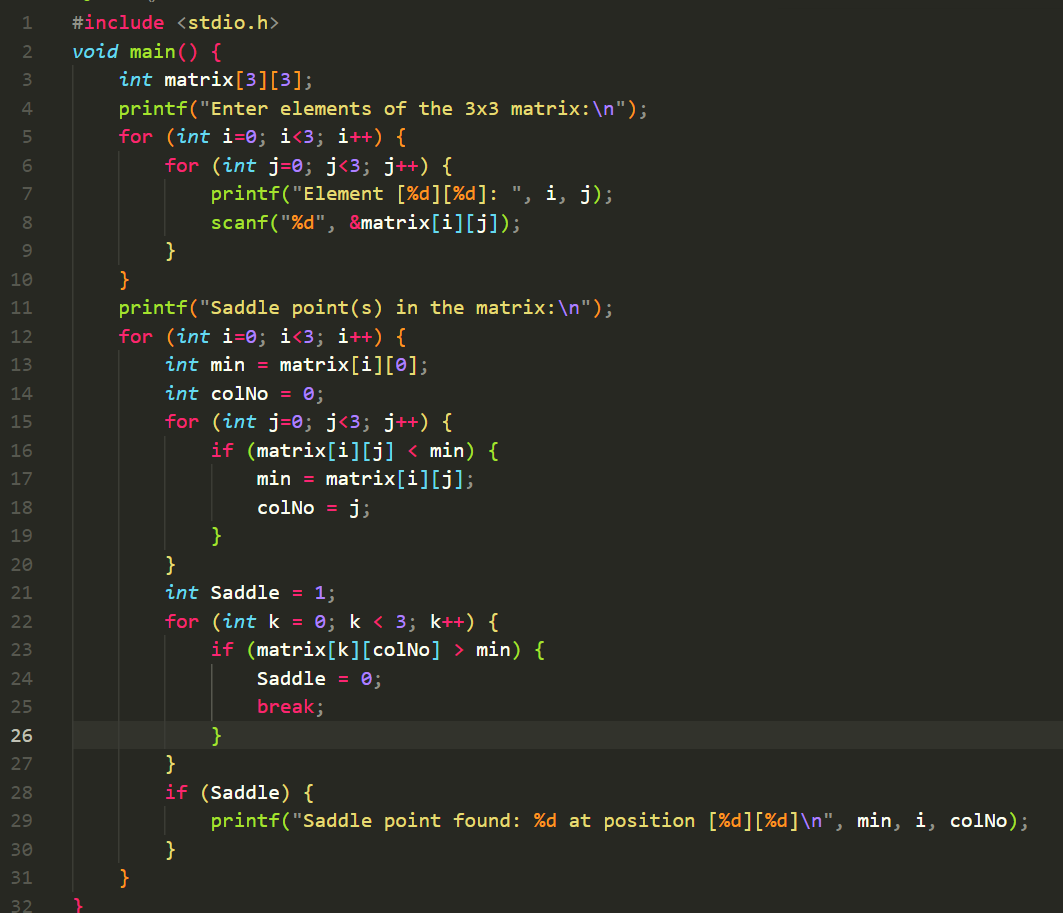 1 #include <stdio.h>
2 void main() {
3     int matrix[3][3];
4     printf("Enter elements of the 3x3 matrix:\n");
5     for (int i=0; i<3; i++) {
6         for (int j=0; j<3; j++) {
7             printf("Element [%d][%d]: ", i, j);
8             scanf("%d", &matrix[i][j]);
9         }
10     }
11     printf("Saddle point(s) in the matrix:\n");
12     for (int i=0; i<3; i++) {
13         int min = matrix[i][0];
14         int colNo = 0;
15         for (int j=0; j<3; j++) {
16             if (matrix[i][j] < min) {
17                 min = matrix[i][j];
18                 colNo = j;
19             }
20         }
21         int Saddle = 1;
22         for (int k = 0; k < 3; k++) {
23             if (matrix[k][colNo] > min) {
24                 Saddle = 0;
25                 break;
26             }
27         }
28         if (Saddle) {
29             printf("Saddle point found: %d at position [%d][%d]\n", min, i, colNo);
30         }
31     }
32 }